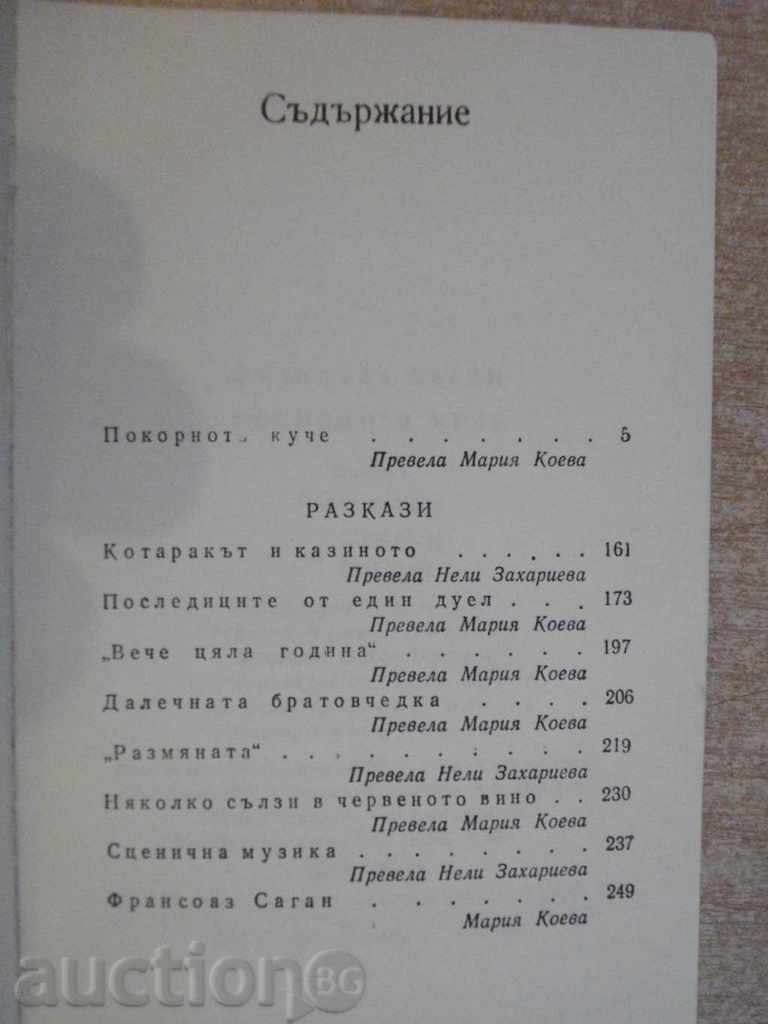 Съдържание
Покорното куче . . . . . . . 5
Превела Мария Коева
РАЗКАЗИ
Котаракът и казиното . . . . . . 161
Превела Нели Захариева
Последиците от един дуел . . . 173
Превела Мария Коева
„Вече цяла година“ . . . . . . 197
Превела Мария Коева
Далечната братовчедка . . . . 206
Превела Мария Коева
„Размяната“ . . . . . . . . . . 219
Превела Нели Захариева
Няколко сълзи в червеното вино . . 230
Превела Мария Коева
Сценична музика . . . . . . . . 237
Превела Нели Захариева
Франсоаз Саган . . . . . . . 249
Мария Коева
auction BG